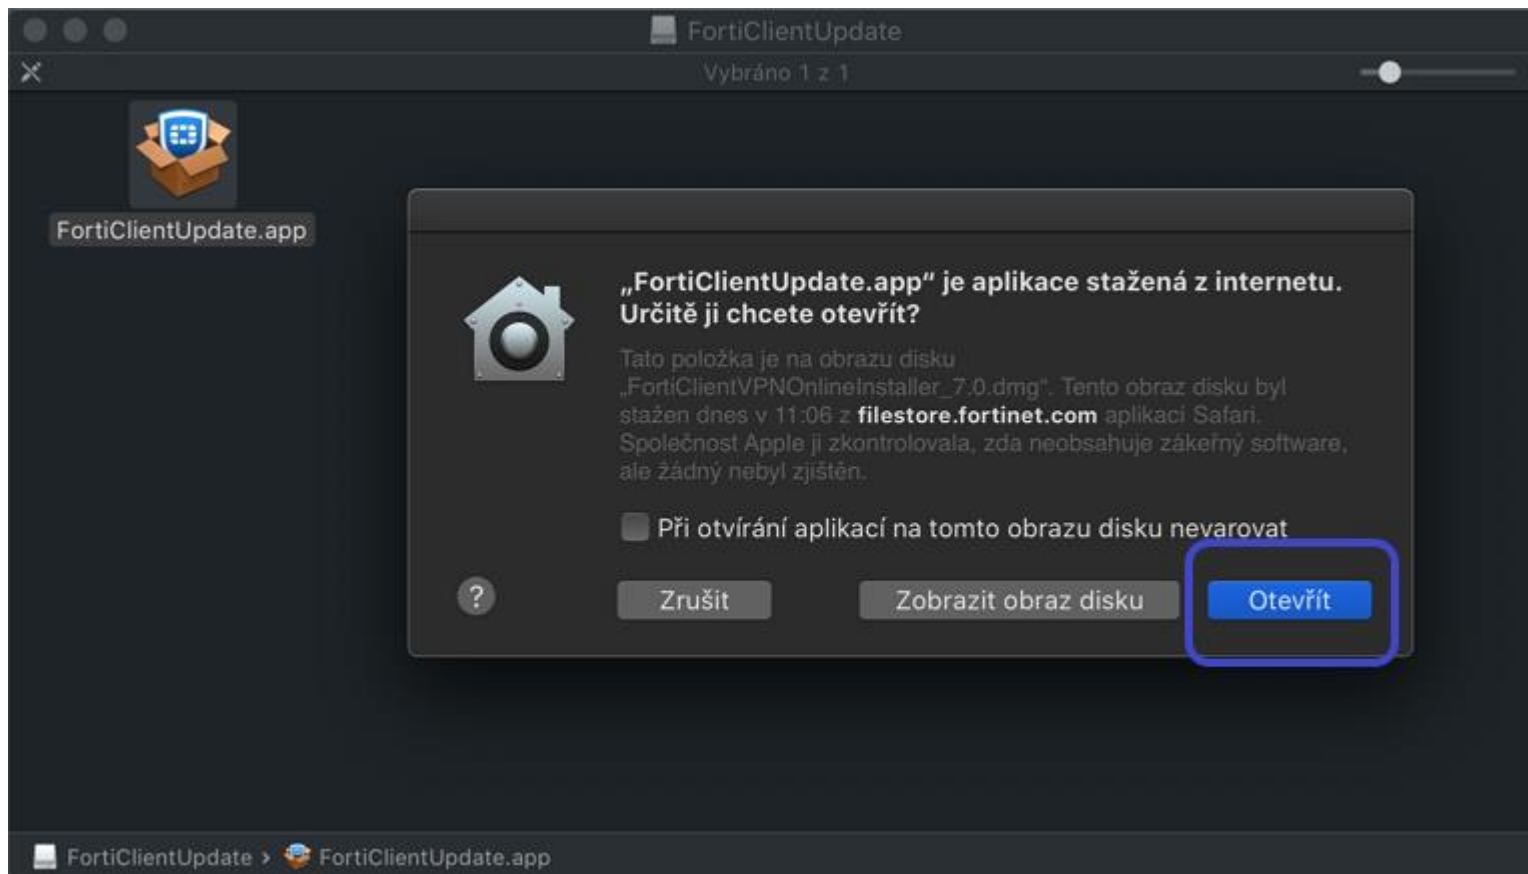 FortiClientUpdate
Vybráno 1 z 1
FortiClientUpdate.app
„FortiClientUpdate.app“ je aplikace stažená z internetu.
Určitě ji chcete otevřít?
Tato položka je na obrazu disku
„FortiClientVPNOnlineInstaller_7.0.dmg“. Tento obraz disku byl
stažen dnes v 11:06 z filestore.fortinet.com aplikací Safari.
Společnost Apple ji zkontrolovala, zda neobsahuje zákeřný software,
ale žádný nebyl zjištěn.
Při otvírání aplikací na tomto obrazu disku nevarovat
?
Zrušit
Zobrazit obraz disku
Otevřít
FortiClientUpdate › FortiClientUpdate.app